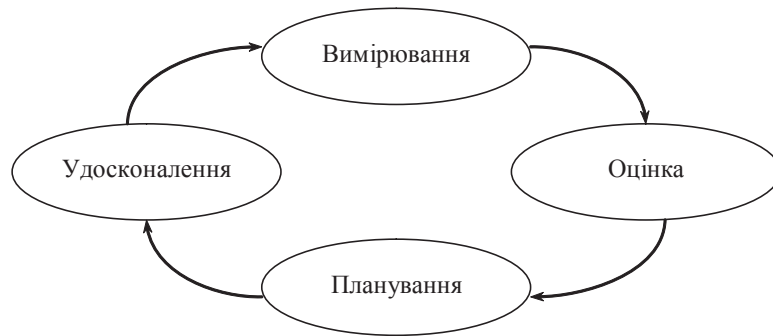 Вимірювання
Удосконалення
Оцінка
Планування